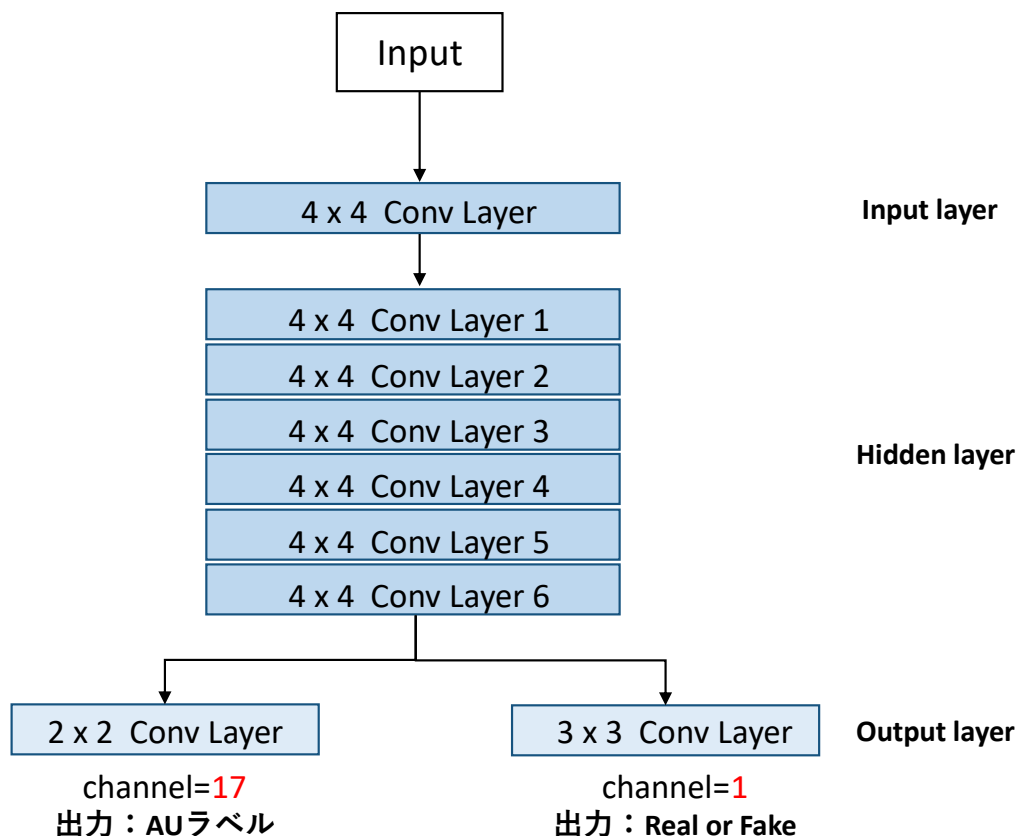 Input
4 x 4 Conv Layer
Input layer
4 x 4 Conv Layer 1
4 x 4 Conv Layer 2
4 x 4 Conv Layer 3
4 x 4 Conv Layer 4
4 x 4 Conv Layer 5
4 x 4 Conv Layer 6
Hidden layer
2 x 2 Conv Layer
3 x 3 Conv Layer
Output layer
channel=17
出力：AUラベル
channel=1
出力：Real or Fake